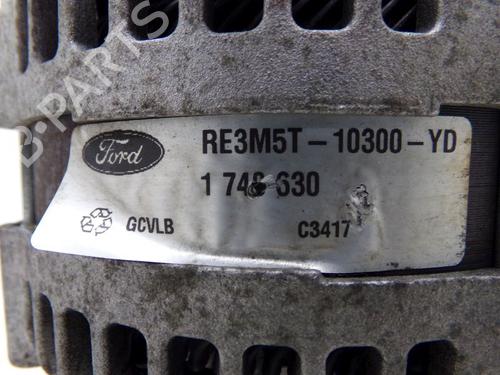 B-PARTS
Ford
RE3M5T-10300-YD
1 748 630
GCVLB
C3417